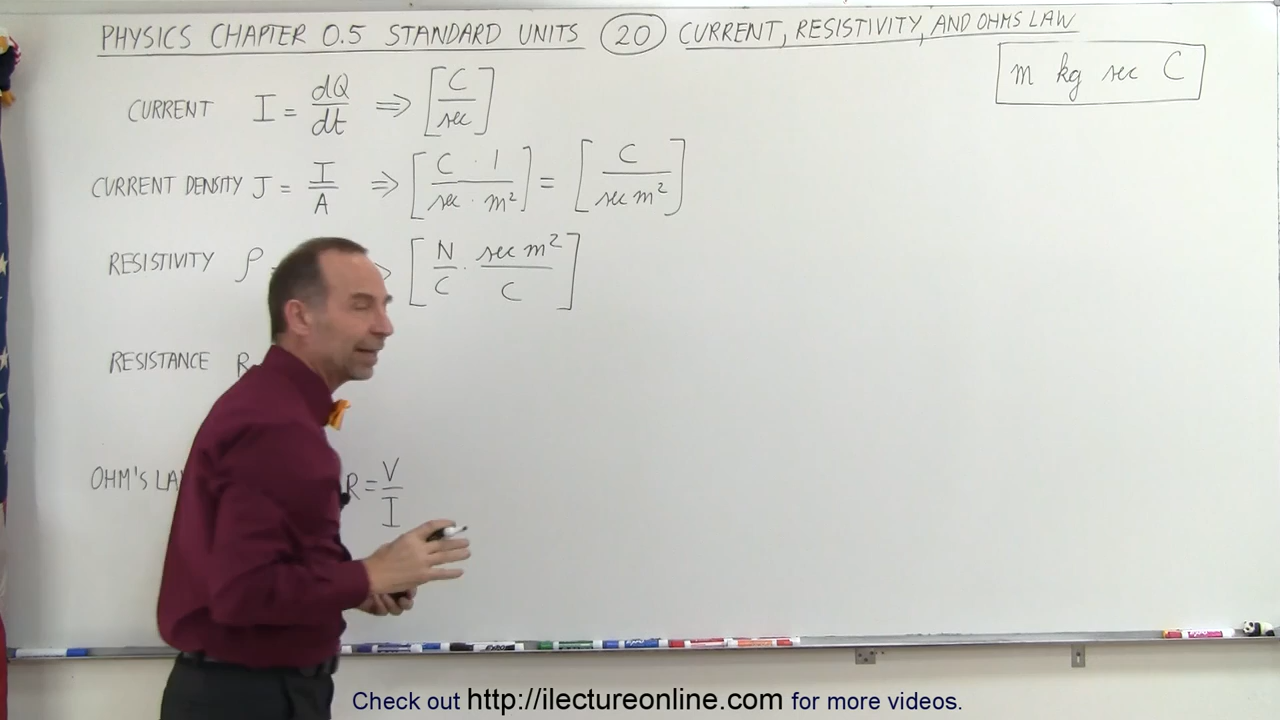 PHYSICS CHAPTER 0.5 STANDARD UNITS 20 CURRENT, RESISTIVITY, AND OHMS LAW
m kg sec C
CURRENT I = dQ/dt ⇒ [C/sec]
CURRENT DENSITY J = I/A ⇒ [C · 1/sec · m²] = [C/sec m²]
RESISTIVITY ρ [N/C · sec m²/C]
RESISTANCE R
OHM'S R = V/I
Check out http://ilectureonline.com for more videos.